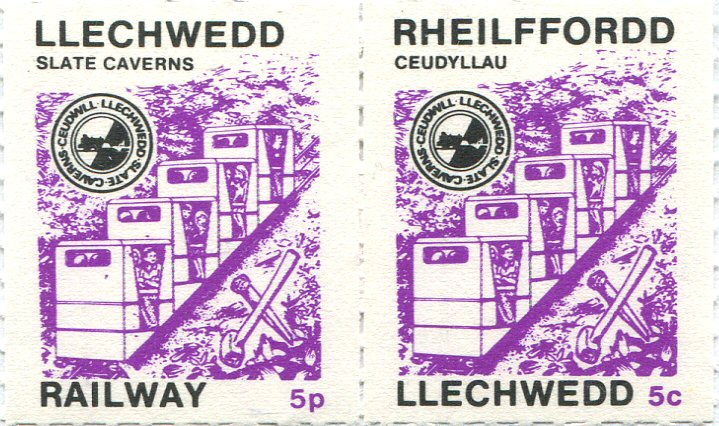 LLECHWEDD
SLATE CAVERNS
CEUDWLL · LLECHWEDD · SLATE · CAVERNS ·
RAILWAY 5p
RHEILFFORDD
CEUDYLLAU
CEUDWLL · LLECHWEDD · SLATE · CAVERNS ·
LLECHWEDD 5c